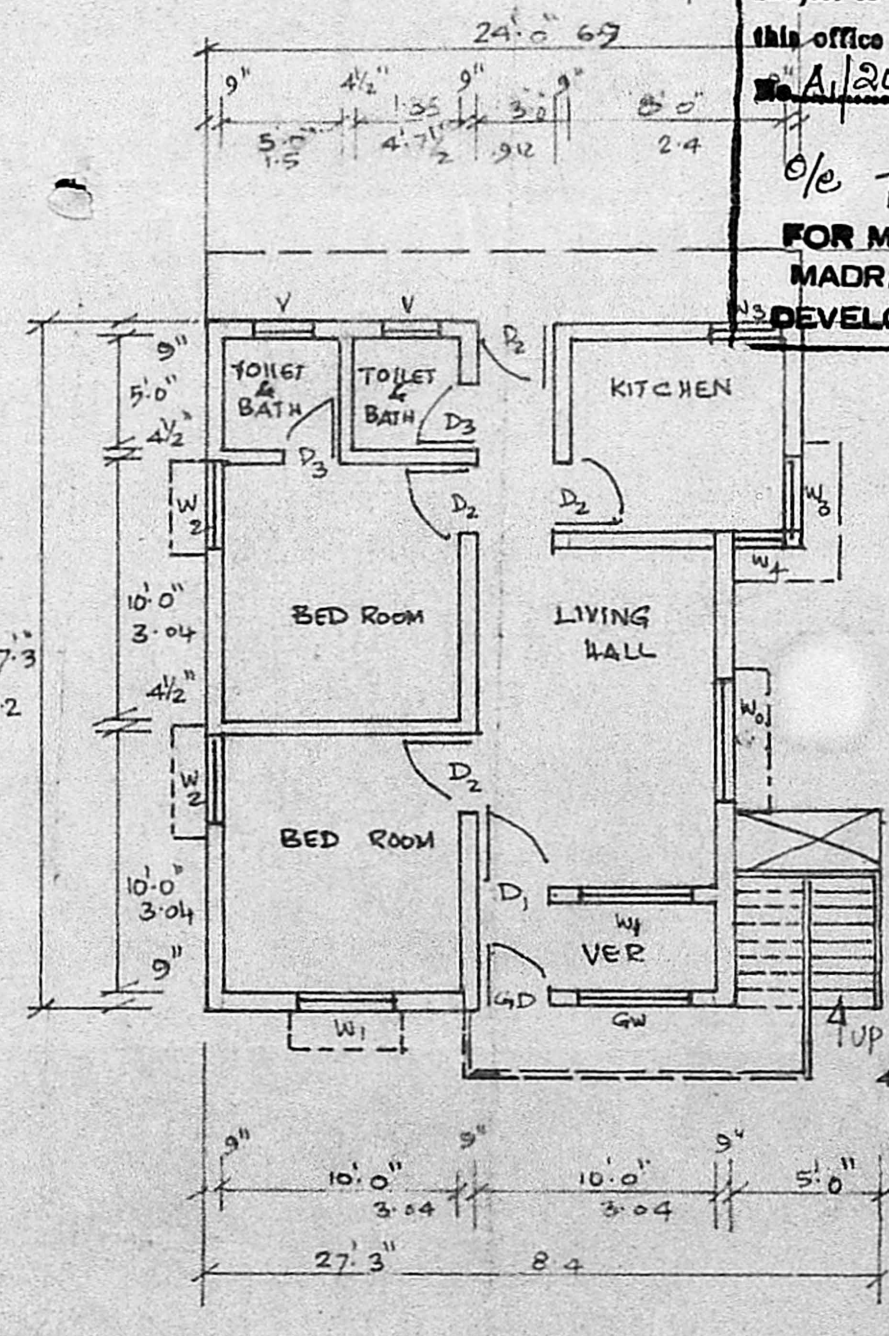 24'.0" 6.9
this office
No. A1/20
9" 4½" 9" 9"
1.35 3'.0" 8'.0"
5'.0" 4'.7½"
1.5 .912 2.4
O/c
FOR M
MADR
DEVELO
V V
D2 W3
9"
TOILET & BATH
TOILET & BATH
KITCHEN
5'.0"
4½"
D3 D3
W2 D2 D2 W3
W4
10'.0"
3.04
BED ROOM
LIVING
HALL
7'.3"
.2
4½"
W2
D2
BED ROOM
10'.0"
3.04
D1
VER
9"
GD
GW
W1
UP
9" 9" 9"
10'.0" 10'.0" 5'.0"
3.04 3.04
27'.3" 8.4